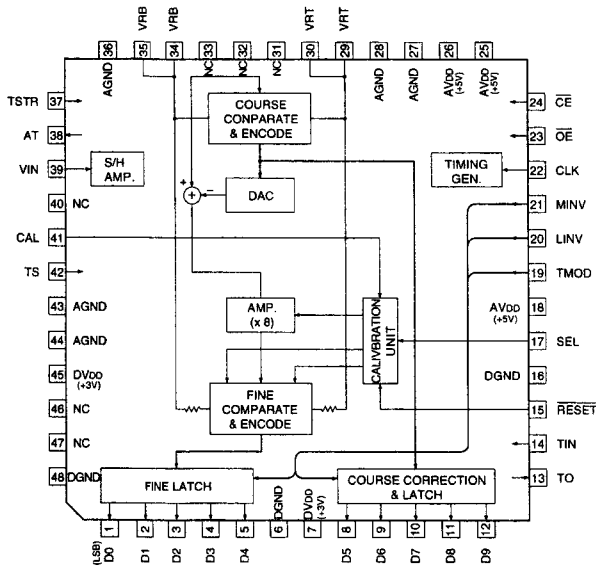 VRB
VRB
VRT
VRT
36
35
34
33
32
31
30
29
28
27
26
25
AGND
NC
NC
NC
AGND
AGND
AVDD
(+5V)
AVDD
(+5V)
TSTR 37
AT 38
VIN 39
40 NC
CAL 41
TS 42
43 AGND
44 AGND
45 DVDD
(+3V)
46 NC
47 NC
48 DGND
COURSE
CONPARATE
& ENCODE
S/H
AMP.
TIMING
GEN.
+
+
−
DAC
AMP.
(x 8)
CALIVBRATION
UNIT
FINE
COMPARATE
& ENCODE
FINE LATCH
COURSE CORRECTION
& LATCH
24 CE
23 OE
22 CLK
21 MINV
20 LINV
19 TMOD
AVDD
(+5V)
18
17 SEL
DGND 16
15 RESET
14 TIN
13 TO
DGND
DVDD
(+3V)
1
2
3
4
5
6
7
8
9
10
11
12
(LSB)
D0
D1
D2
D3
D4
D5
D6
D7
D8
D9